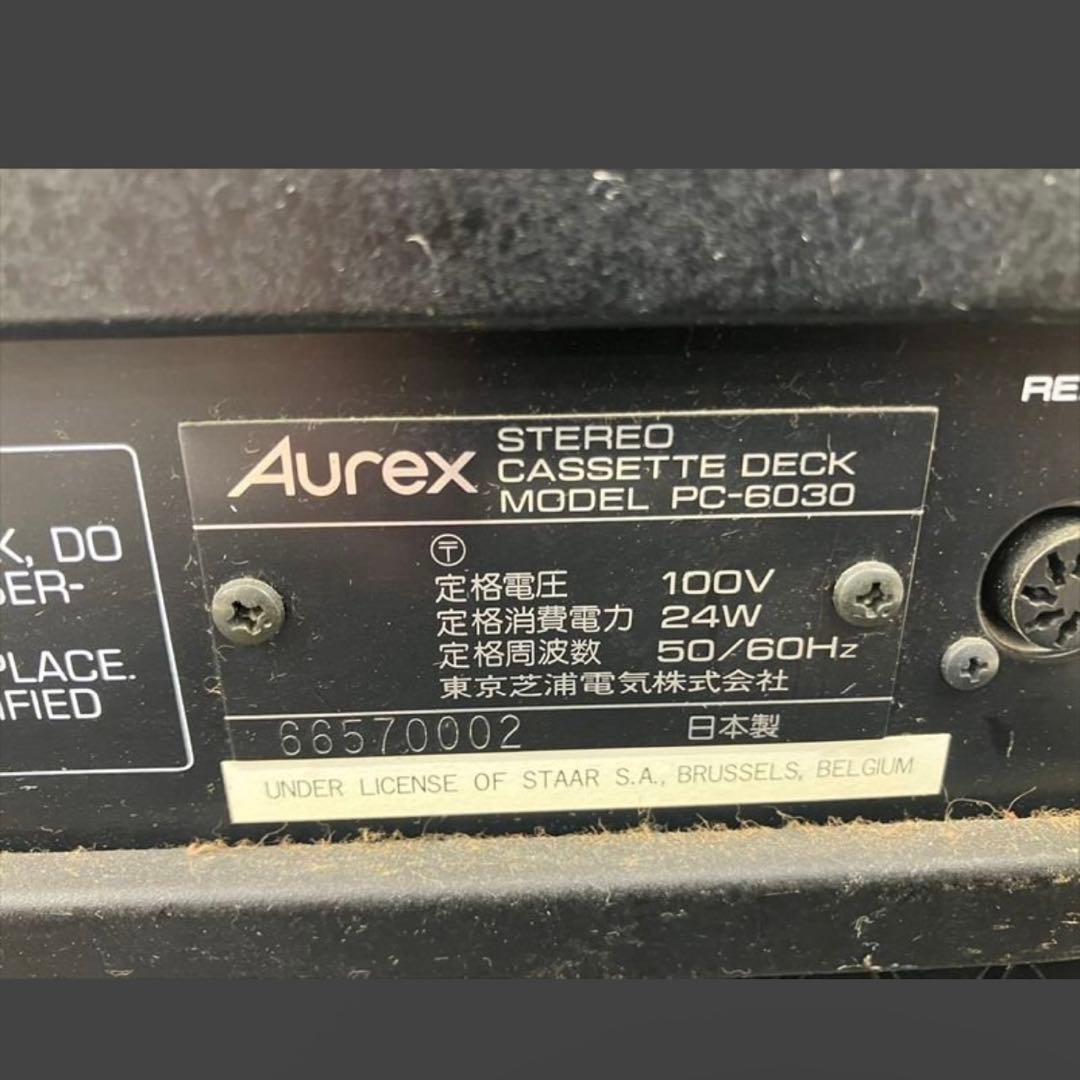 RE
K, DO
SER-
PLACE.
IFIED
Aurex
STEREO
CASSETTE DECK
MODEL PC-6030
〶
定格電圧 100V
定格消費電力 24W
定格周波数 50/60Hz
東京芝浦電気株式会社
66570002 日本製
UNDER LICENSE OF STAAR S.A., BRUSSELS, BELGIUM